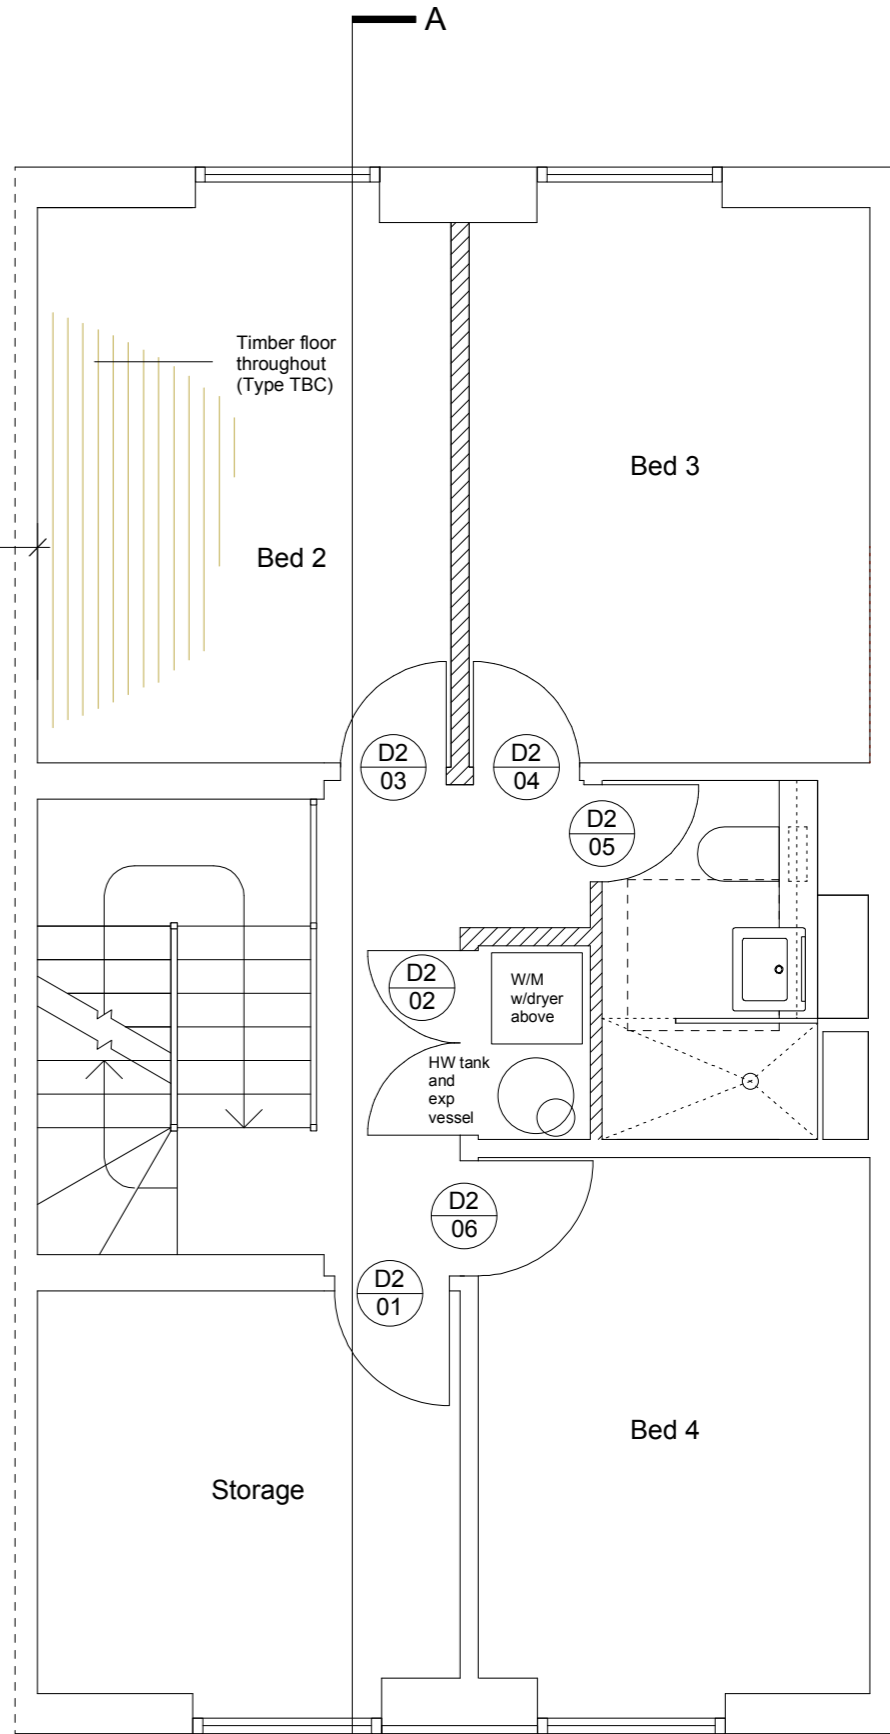 A
Timber floor
throughout
(Type TBC)
Bed 3
Bed 2
D2
03
D2
04
D2
05
D2
02
W/M
w/dryer
above
HW tank
and
exp
vessel
D2
06
D2
01
Bed 4
Storage